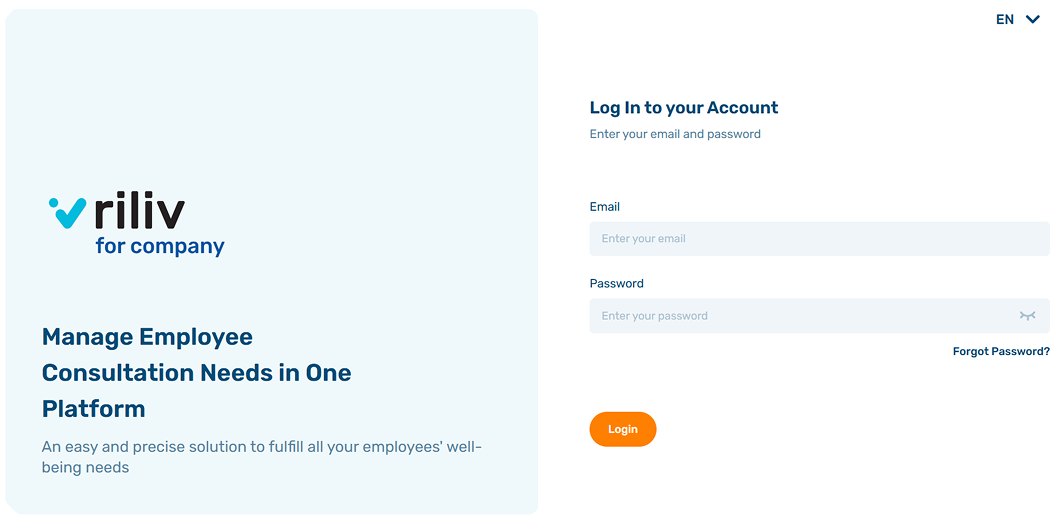 riliv
for company
Manage Employee
Consultation Needs in One
Platform
An easy and precise solution to fulfill all your employees' well-
being needs
EN
Log In to your Account
Enter your email and password
Email
Enter your email
Password
Enter your password
Forgot Password?
Login